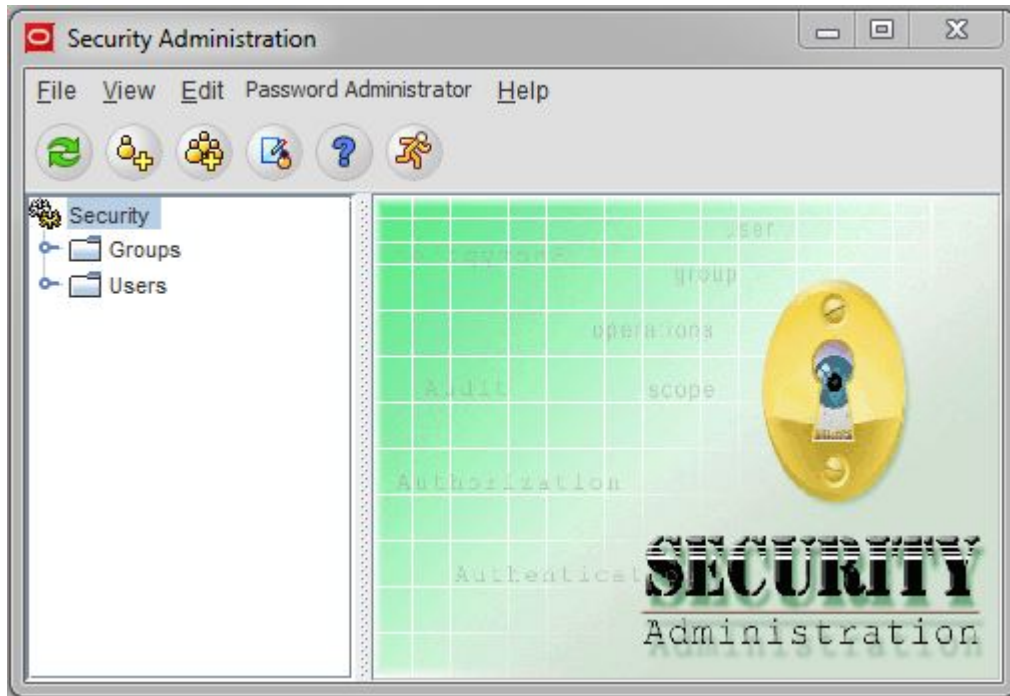 Security Administration
File View Edit Password Administrator Help
Security
Groups
Users
user
group
operations
Audit
scope
Authorization
SECURITY
Administration